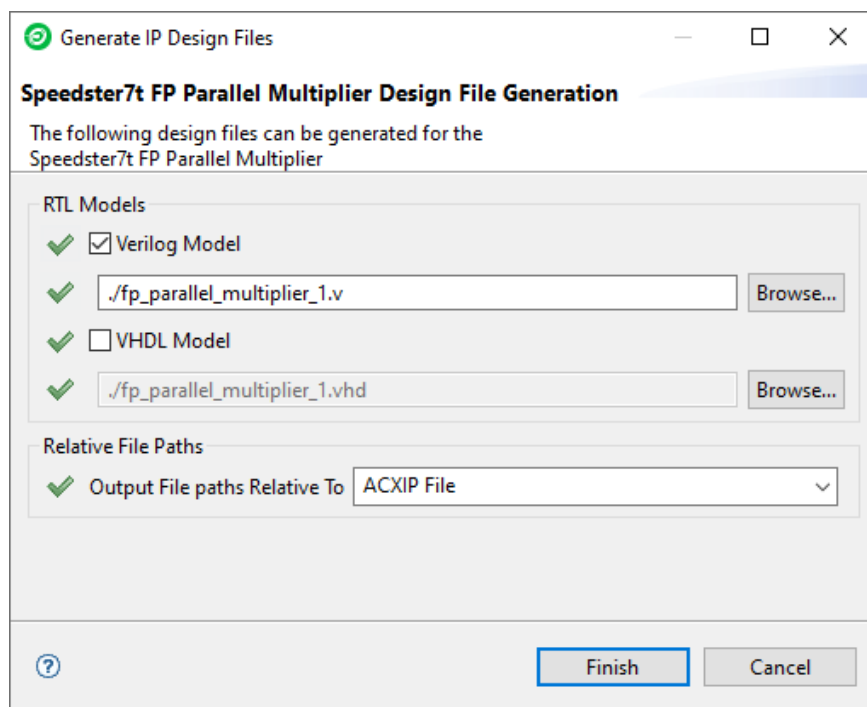 Generate IP Design Files
Speedster7t FP Parallel Multiplier Design File Generation
The following design files can be generated for the
Speedster7t FP Parallel Multiplier
RTL Models
Verilog Model
./fp_parallel_multiplier_1.v Browse...
VHDL Model
./fp_parallel_multiplier_1.vhd Browse...
Relative File Paths
Output File paths Relative To ACXIP File
? Finish Cancel